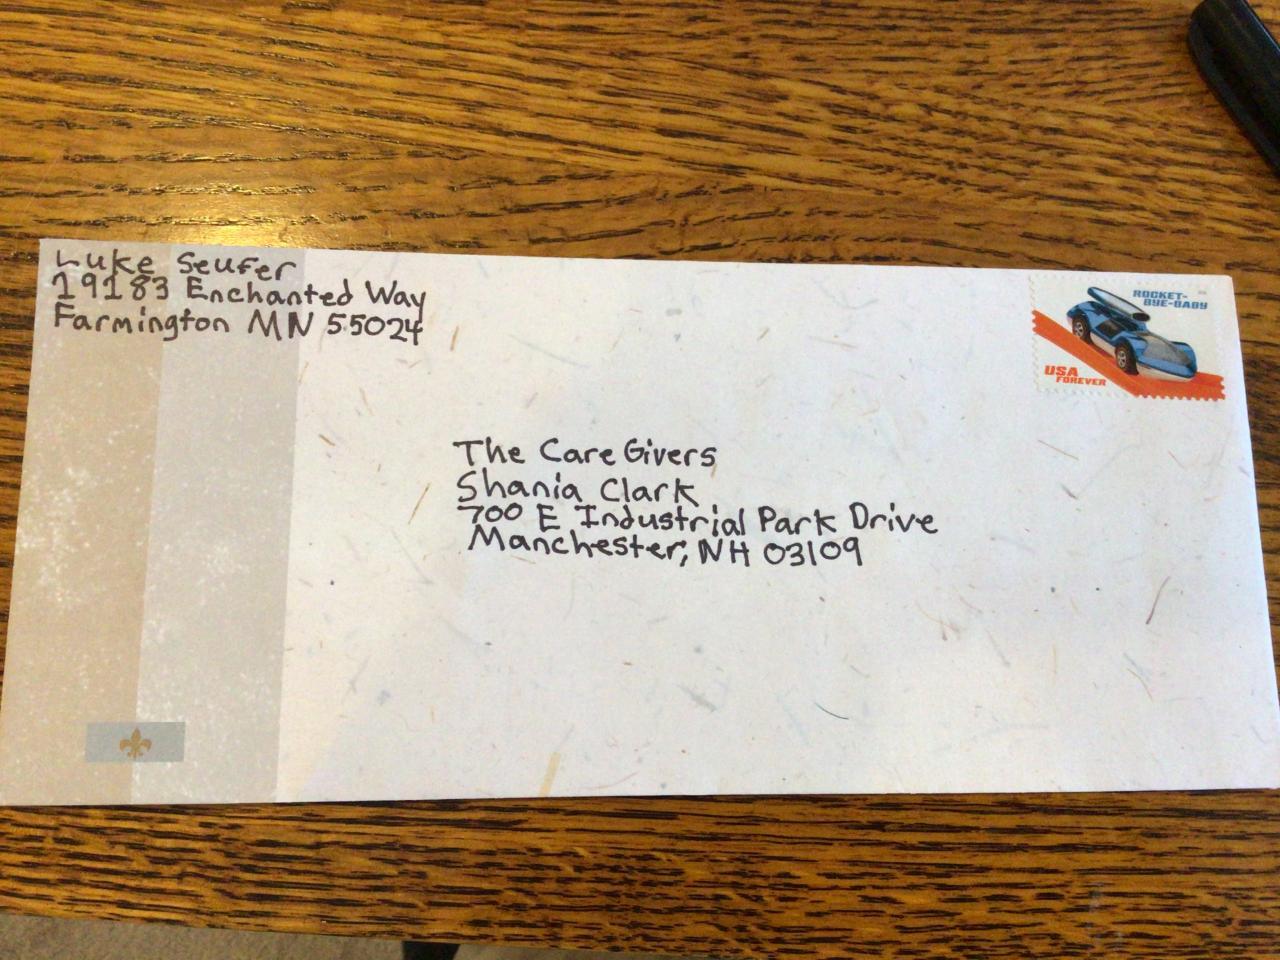 Luke Seufer
19183 Enchanted Way
Farmington MN 55024
ROCKET-
BYE-BABY
USA
FOREVER
The Care Givers
Shania Clark
700 E Industrial Park Drive
Manchester, NH 03109